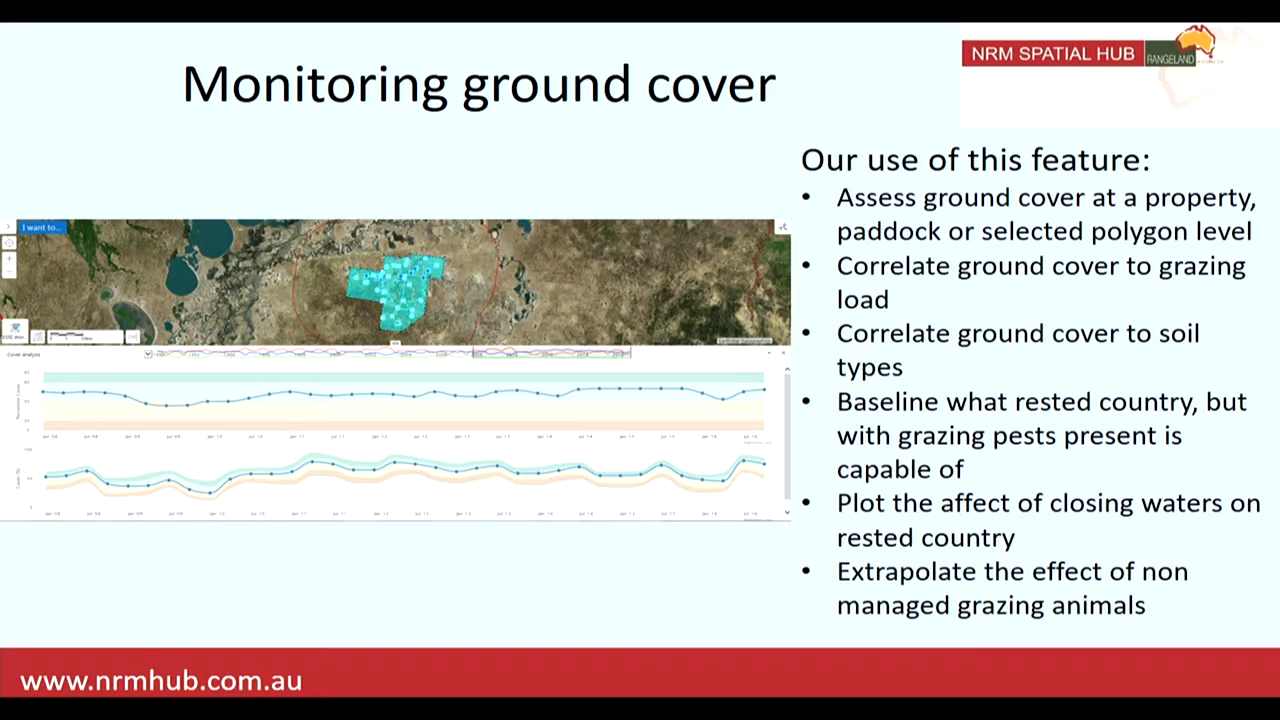 Monitoring ground cover
NRM SPATIAL HUB
RANGELAND
Our use of this feature:
• Assess ground cover at a property,
paddock or selected polygon level
• Correlate ground cover to grazing
load
• Correlate ground cover to soil
types
• Baseline what rested country, but
with grazing pests present is
capable of
• Plot the affect of closing waters on
rested country
• Extrapolate the effect of non
managed grazing animals
I want to...
Cover analysis
www.nrmhub.com.au